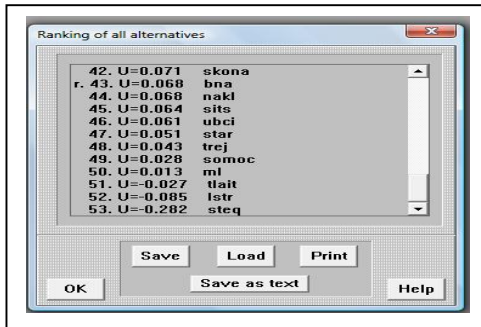 Ranking of all alternatives
42. U=0.071 skona
r. 43. U=0.068 bna
44. U=0.068 nakl
45. U=0.064 sits
46. U=0.061 ubci
47. U=0.051 star
48. U=0.043 trej
49. U=0.028 somoc
50. U=0.013 ml
51. U=-0.027 tlait
52. U=-0.085 lstr
53. U=-0.282 steq
Save Load Print
OK Save as text Help